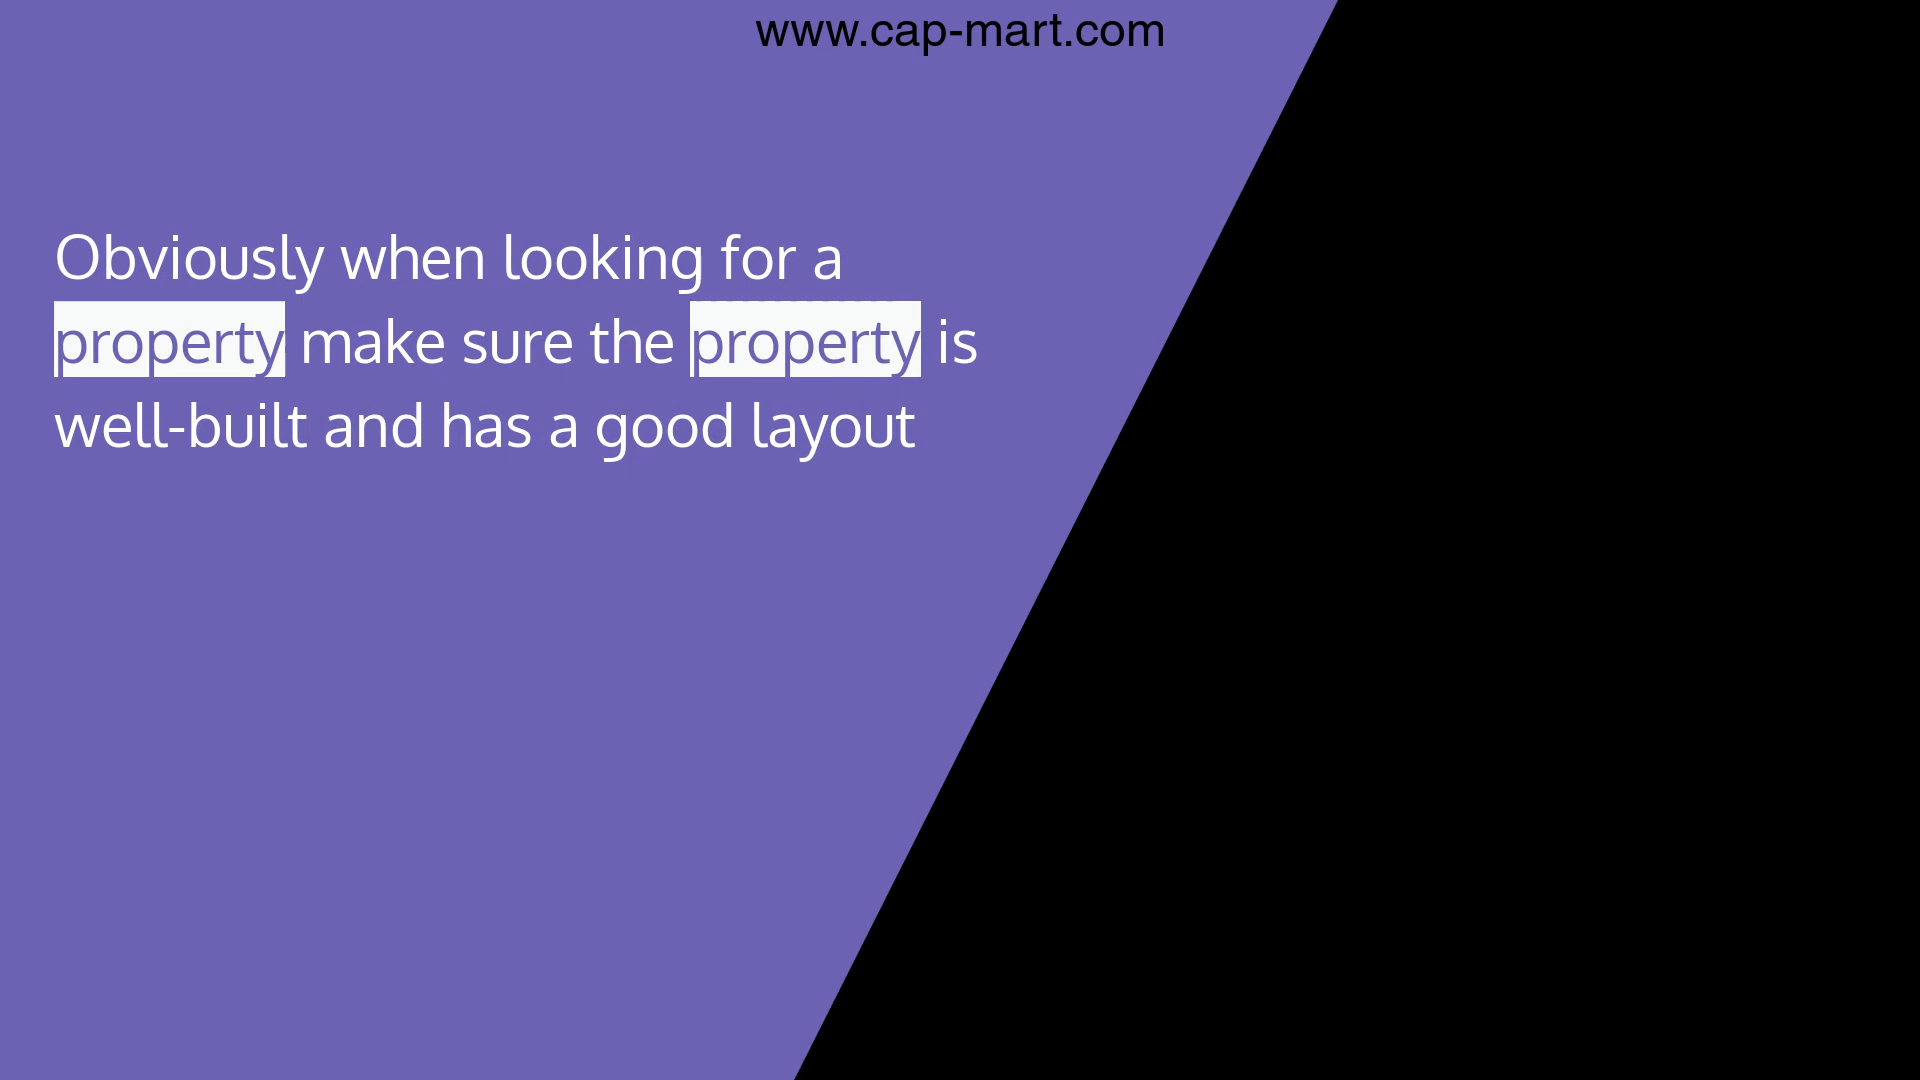 www.cap-mart.com
Obviously when looking for a
property make sure the property is
well-built and has a good layout